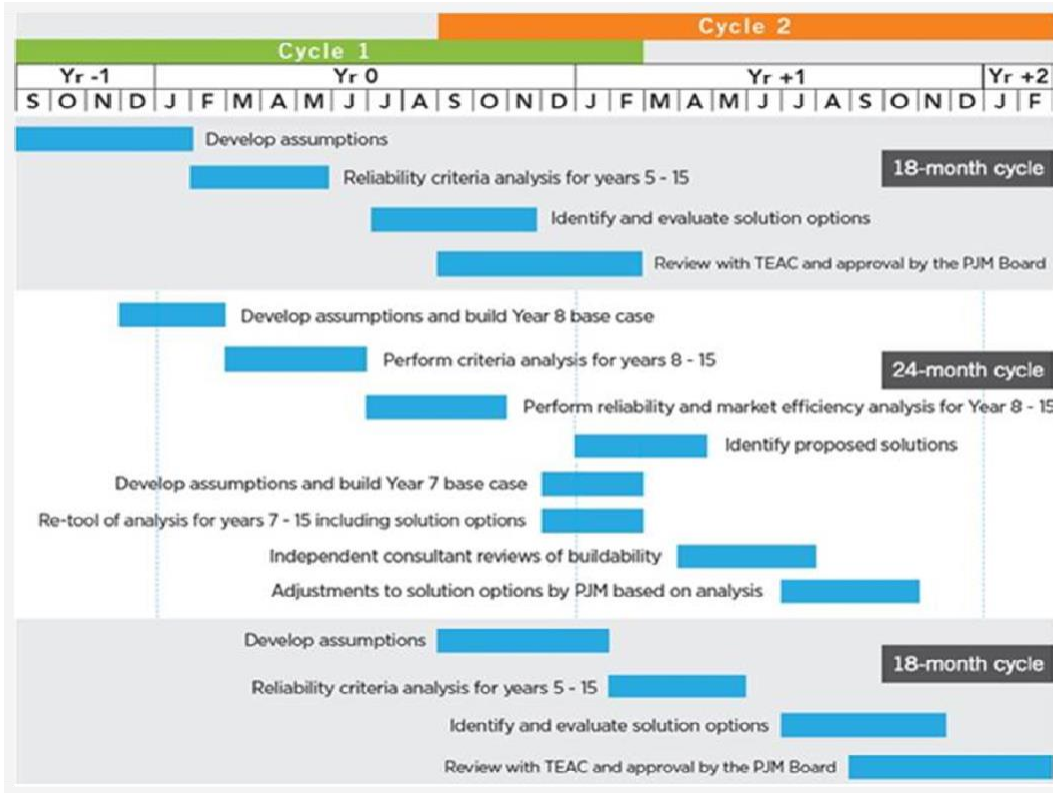 Cycle 2
Cycle 1
Yr -1 Yr 0 Yr +1 Yr +2
S O N D J F M A M J J A S O N D J F M A M J J A S O N D J F
Develop assumptions
18-month cycle
Reliability criteria analysis for years 5 - 15
Identify and evaluate solution options
Review with TEAC and approval by the PJM Board
Develop assumptions and build Year 8 base case
Perform criteria analysis for years 8 - 15
24-month cycle
Perform reliability and market efficiency analysis for Year 8 - 15
Identify proposed solutions
Develop assumptions and build Year 7 base case
Re-tool of analysis for years 7 - 15 including solution options
Independent consultant reviews of buildability
Adjustments to solution options by PJM based on analysis
Develop assumptions
18-month cycle
Reliability criteria analysis for years 5 - 15
Identify and evaluate solution options
Review with TEAC and approval by the PJM Board